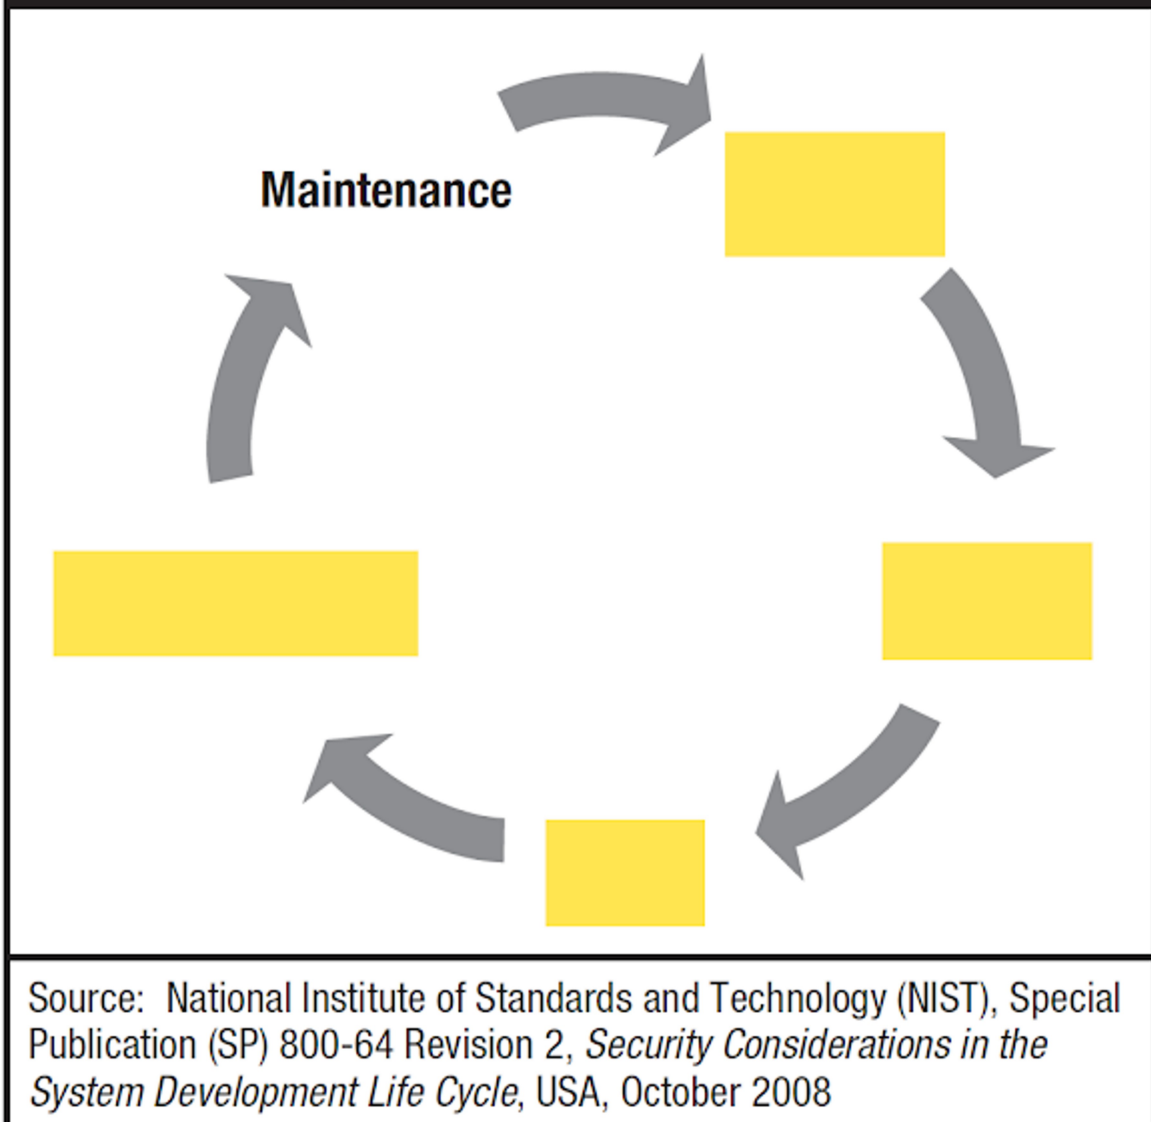 Maintenance
Source:  National Institute of Standards and Technology (NIST), Special
Publication (SP) 800-64 Revision 2, Security Considerations in the
System Development Life Cycle, USA, October 2008